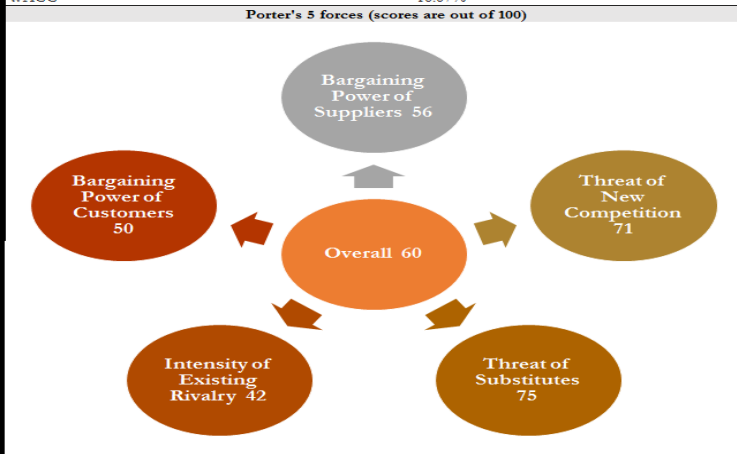 Porter's 5 forces (scores are out of 100)
Bargaining
Power of
Suppliers 56
Bargaining
Power of
Customers
50
Threat of
New
Competition
71
Overall 60
Intensity of
Existing
Rivalry 42
Threat of
Substitutes
75